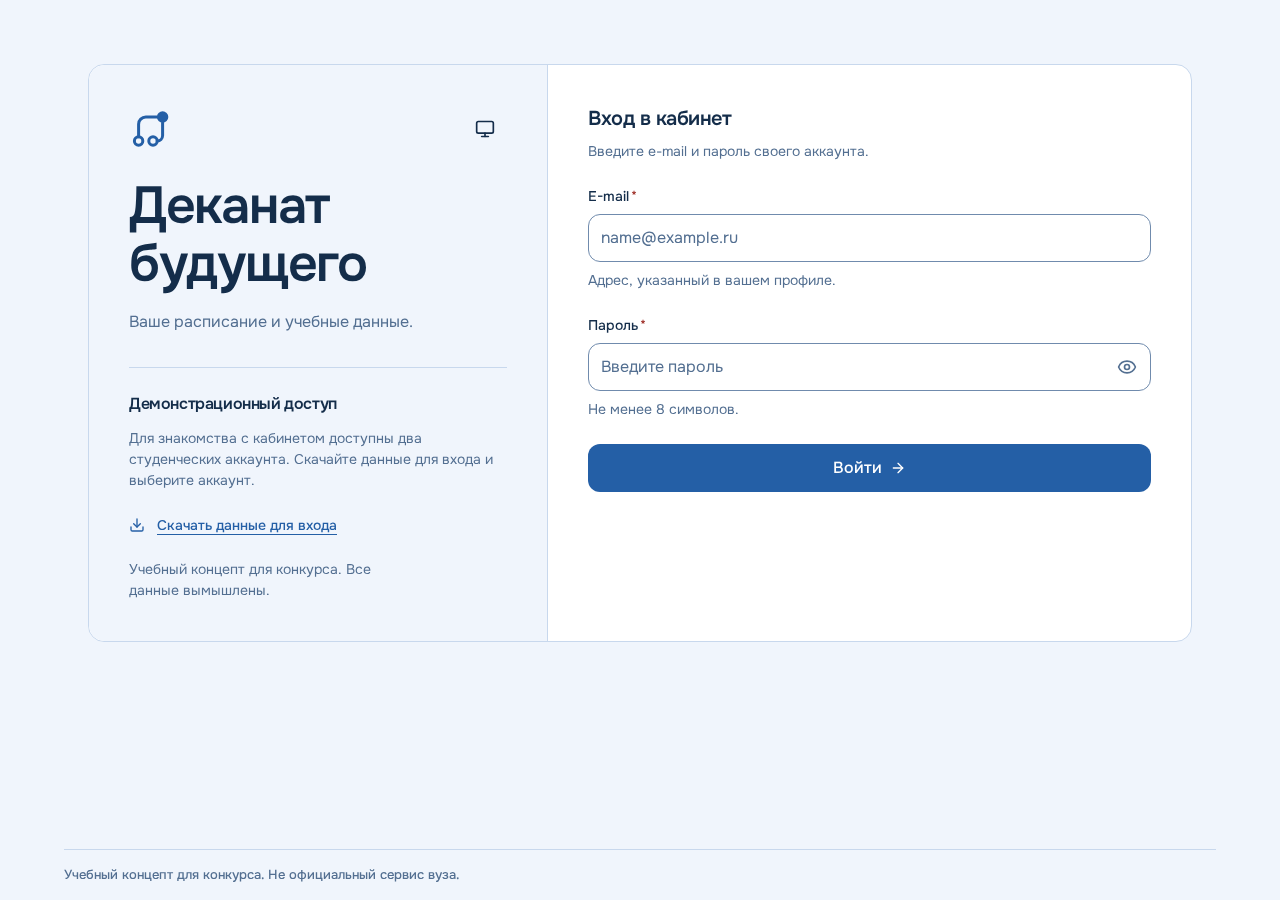 Деканат
будущего
Ваше расписание и учебные данные.
Демонстрационный доступ
Для знакомства с кабинетом доступны два
студенческих аккаунта. Скачайте данные для входа и
выберите аккаунт.
Скачать данные для входа
Учебный концепт для конкурса. Все
данные вымышлены.
Вход в кабинет
Введите e-mail и пароль своего аккаунта.
E-mail*
name@example.ru
Адрес, указанный в вашем профиле.
Пароль*
Введите пароль
Не менее 8 символов.
Войти →
Учебный концепт для конкурса. Не официальный сервис вуза.